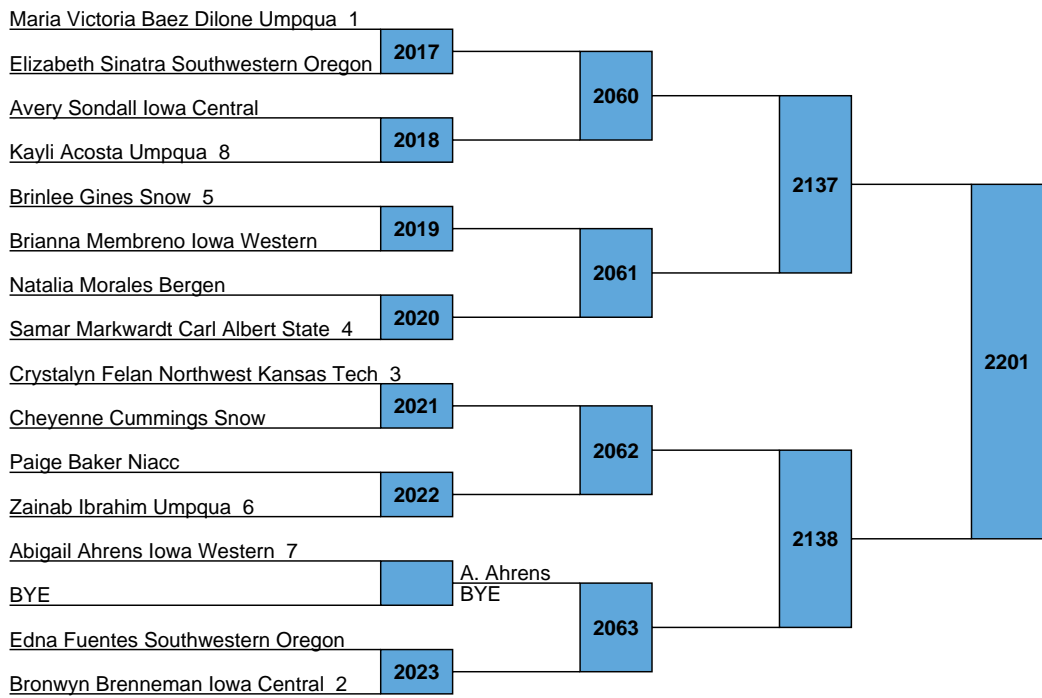 Maria Victoria Baez Dilone Umpqua 1
2017
Elizabeth Sinatra Southwestern Oregon
2060
Avery Sondall Iowa Central
2018
Kayli Acosta Umpqua 8
2137
Brinlee Gines Snow 5
2019
Brianna Membreno Iowa Western
2061
Natalia Morales Bergen
2020
Samar Markwardt Carl Albert State 4
2201
Crystalyn Felan Northwest Kansas Tech 3
2021
Cheyenne Cummings Snow
2062
Paige Baker Niacc
2022
Zainab Ibrahim Umpqua 6
2138
Abigail Ahrens Iowa Western 7
A. Ahrens
BYE
BYE
2063
Edna Fuentes Southwestern Oregon
2023
Bronwyn Brenneman Iowa Central 2